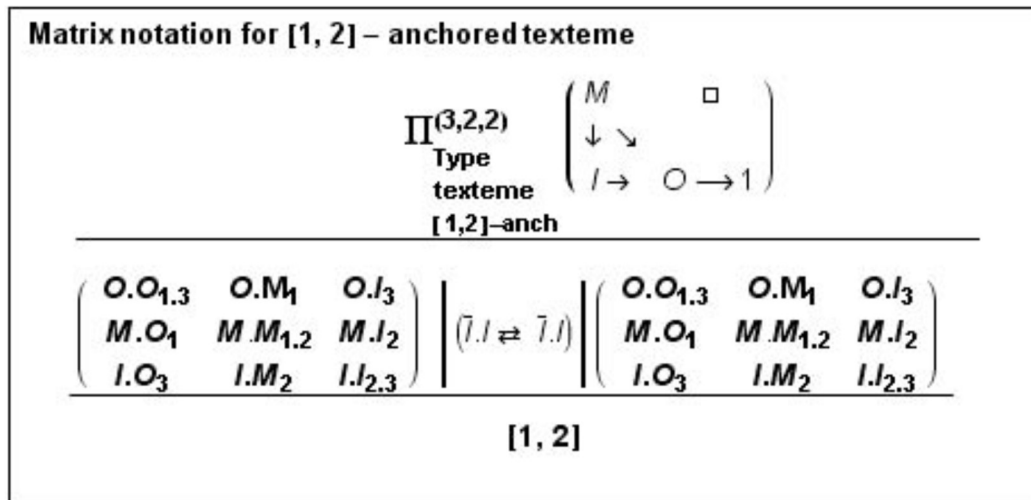 Matrix notation for [1, 2] – anchored texteme
M □
∏(3,2,2)
↓ ↘
Type
texteme
I → O ⟶ 1
[1,2]–anch
O.O1.3 O.M1 O.I3 O.O1.3 O.M1 O.I3
M.O1 M.M1.2 M.I2 | (i̅.i ⇄ i̅.i) | M.O1 M.M1.2 M.I2
I.O3 I.M2 I.I2.3 I.O3 I.M2 I.I2.3
[1, 2]